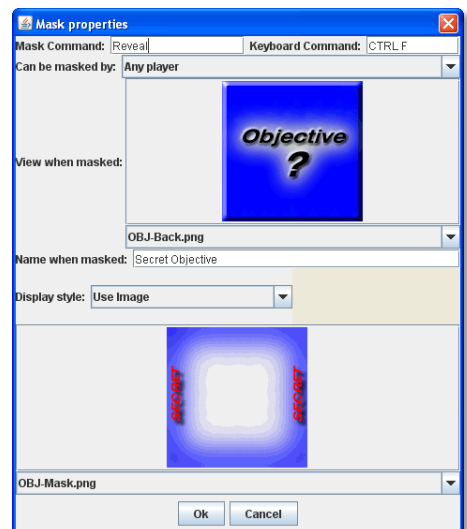 Mask properties
Mask Command: Reveal Keyboard Command: CTRL F
Can be masked by: Any player
Objective
?
View when masked:
OBJ-Back.png
Name when masked: Secret Objective
Display style: Use Image
SECRET SECRET
OBJ-Mask.png
Ok Cancel